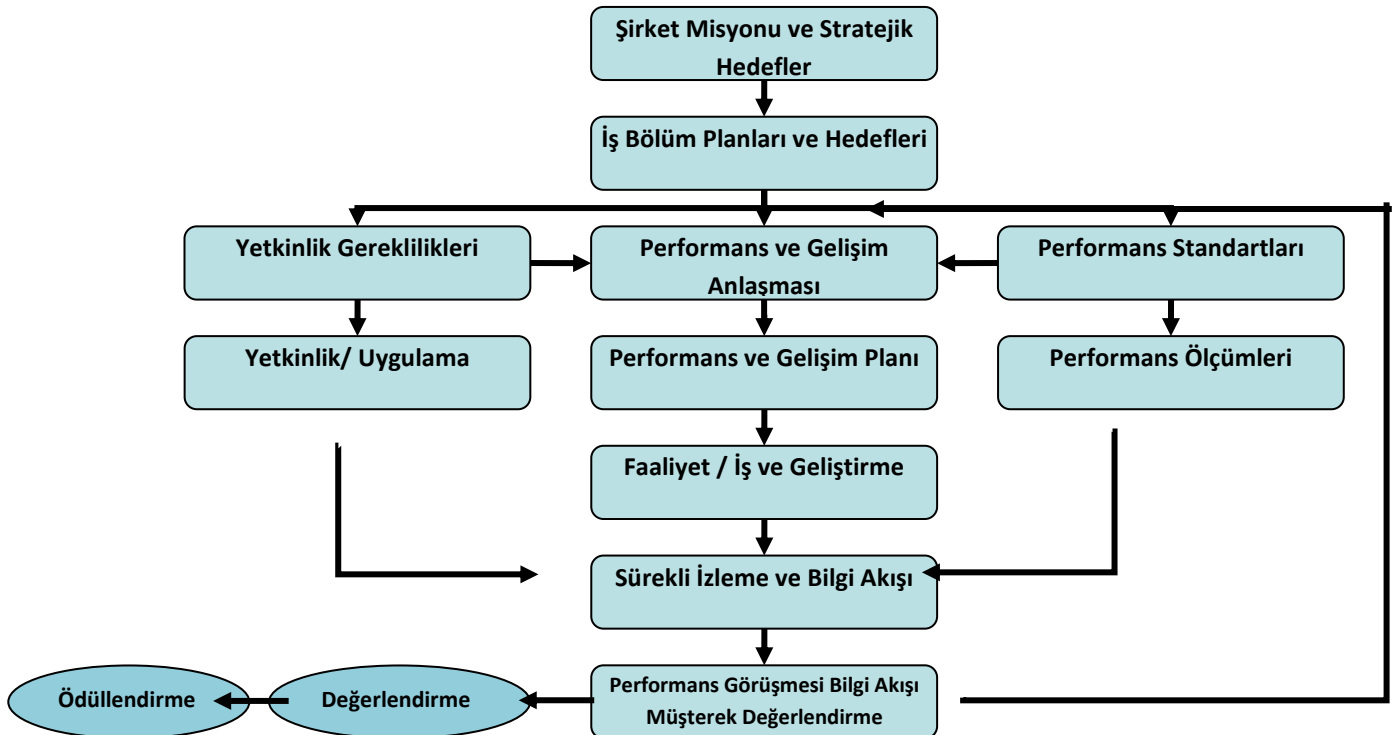 Şirket Misyonu ve Stratejik
Hedefler
İş Bölüm Planları ve Hedefleri
Yetkinlik Gereklilikleri
Performans ve Gelişim
Anlaşması
Performans Standartları
Yetkinlik/ Uygulama
Performans ve Gelişim Planı
Performans Ölçümleri
Faaliyet / İş ve Geliştirme
Sürekli İzleme ve Bilgi Akışı
Ödüllendirme
Değerlendirme
Performans Görüşmesi Bilgi Akışı
Müşterek Değerlendirme